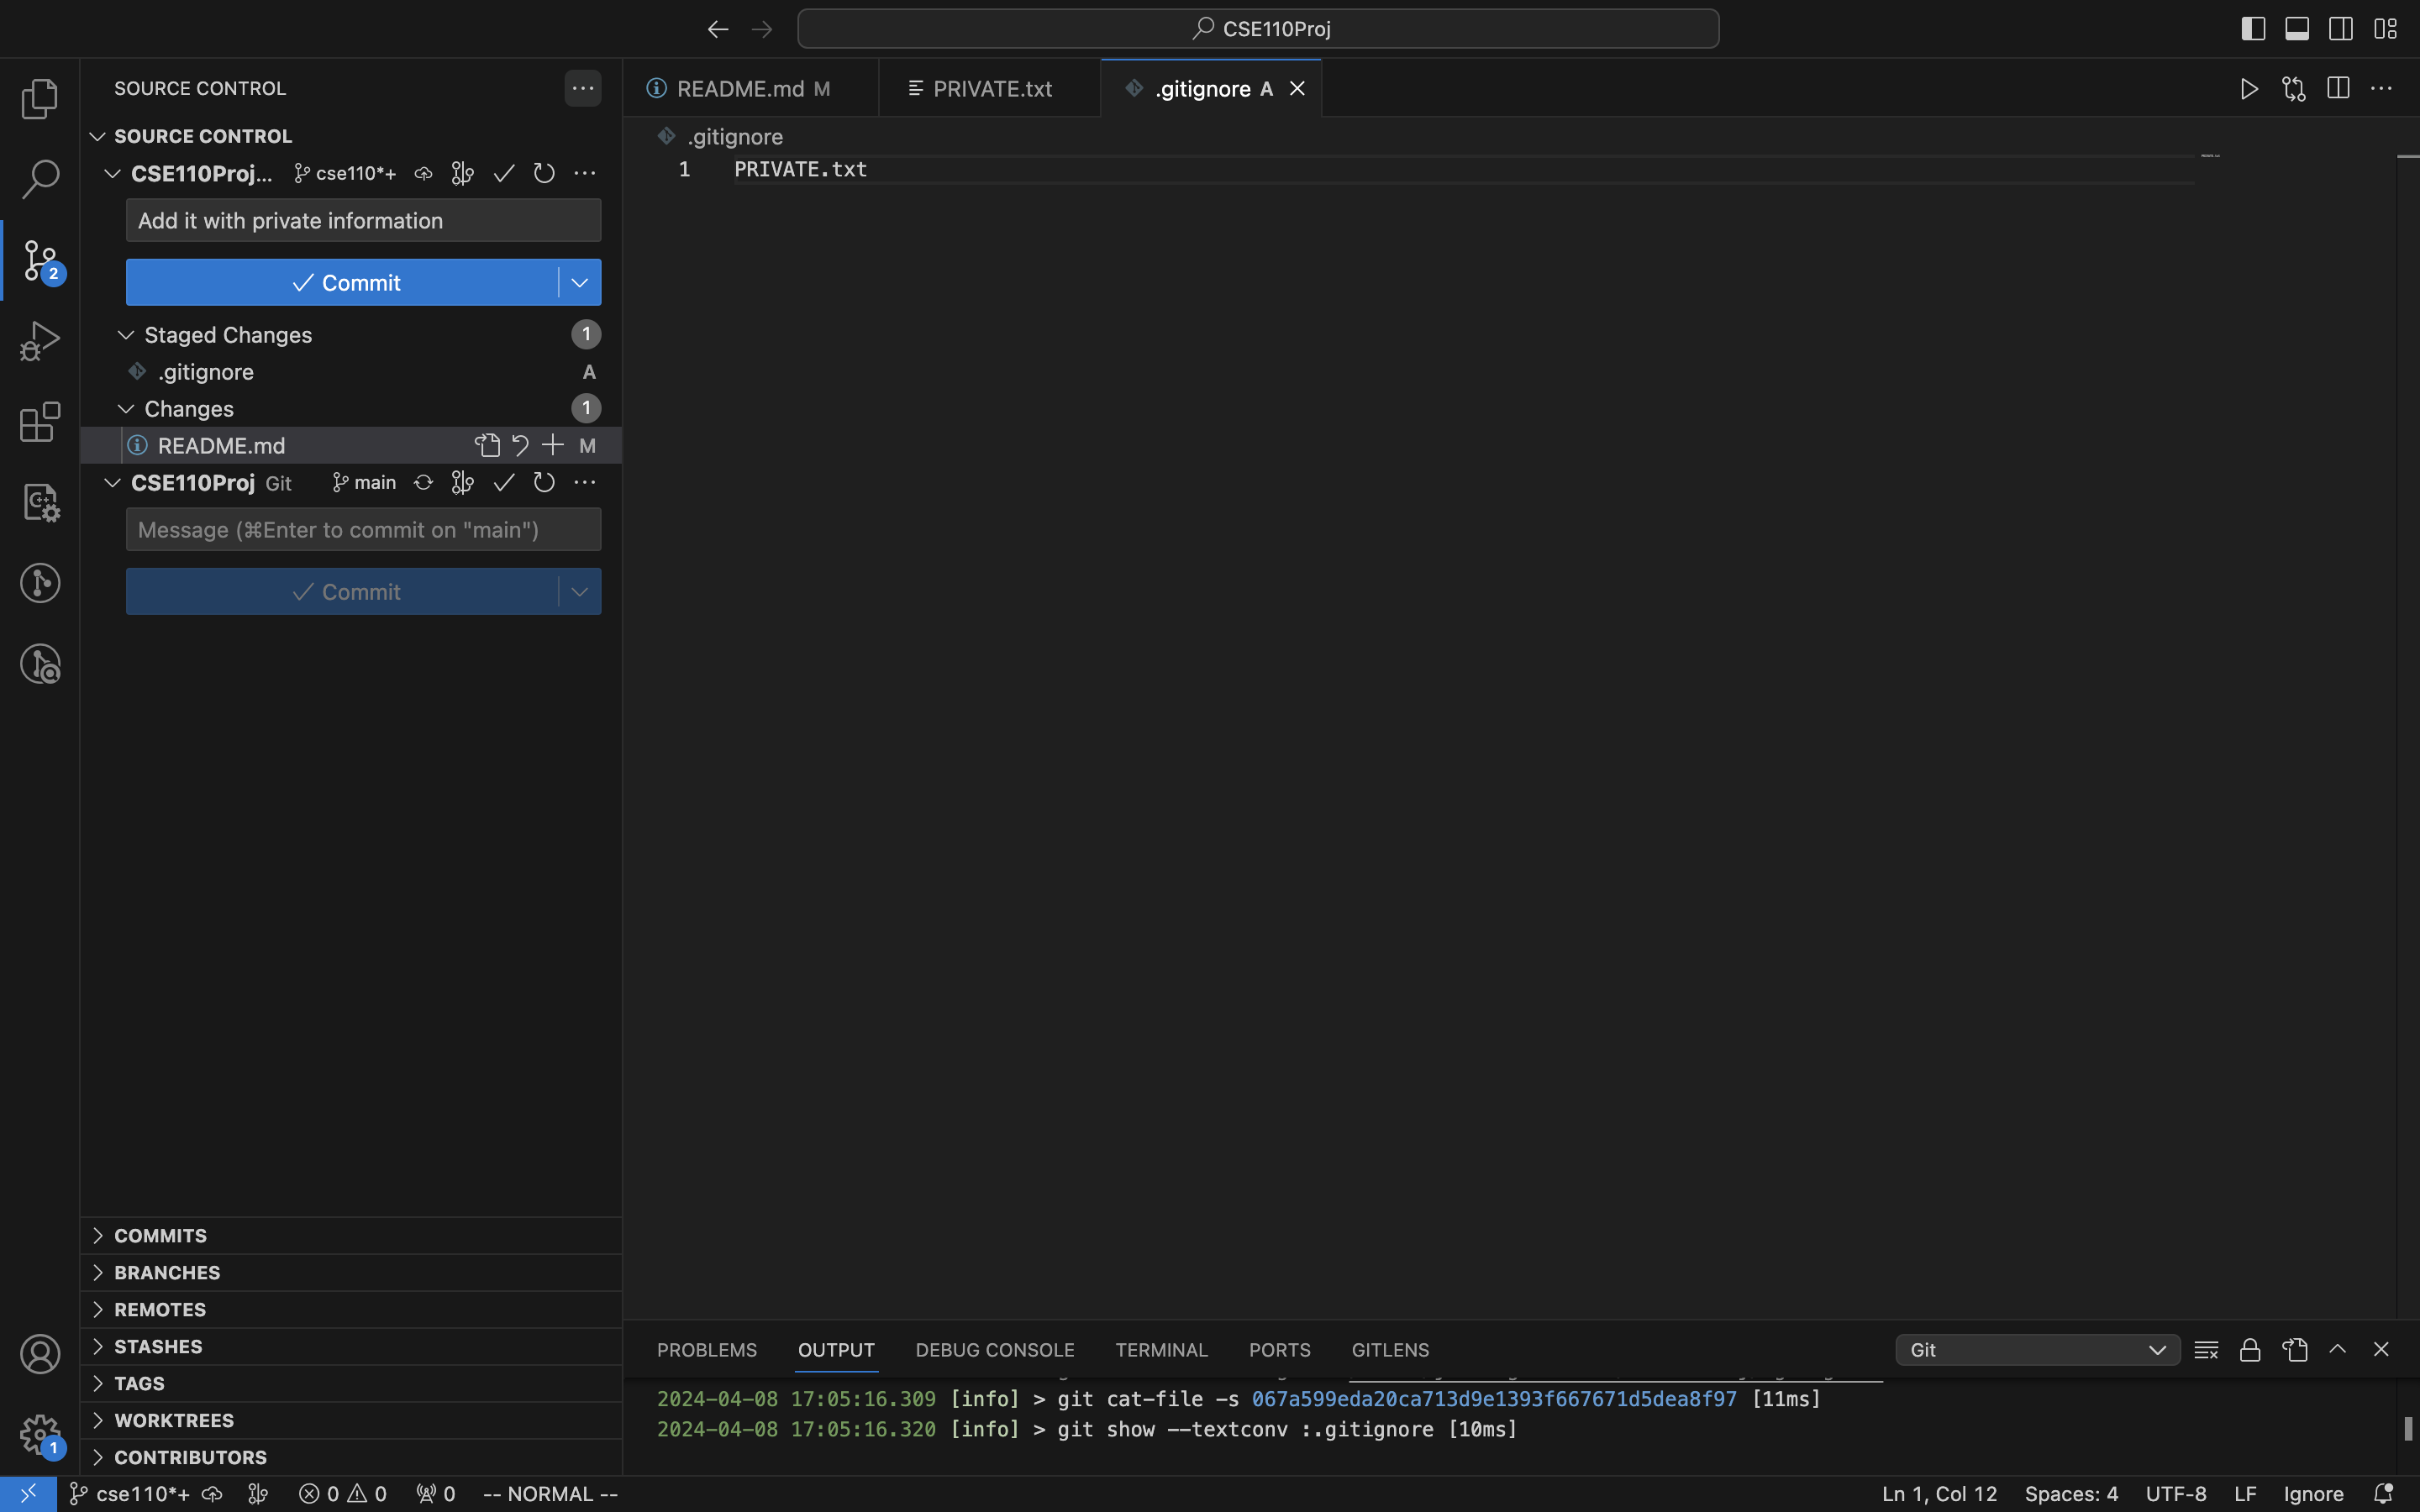 CSE110Proj
SOURCE CONTROL
SOURCE CONTROL
CSE110Proj... cse110*+
Add it with private information
Commit
Staged Changes 1
.gitignore A
Changes 1
README.md M
CSE110Proj Git main
Message (⌘Enter to commit on "main")
Commit
2
COMMITS
BRANCHES
REMOTES
STASHES
TAGS
WORKTREES
CONTRIBUTORS
1
README.md M PRIVATE.txt .gitignore A
.gitignore
1 PRIVATE.txt
PROBLEMS OUTPUT DEBUG CONSOLE TERMINAL PORTS GITLENS Git
2024-04-08 17:05:16.309 [info] > git cat-file -s 067a599eda20ca713d9e1393f667671d5dea8f97 [11ms]
2024-04-08 17:05:16.320 [info] > git show --textconv :.gitignore [10ms]
cse110*+ 0 0 0 -- NORMAL -- Ln 1, Col 12 Spaces: 4 UTF-8 LF Ignore